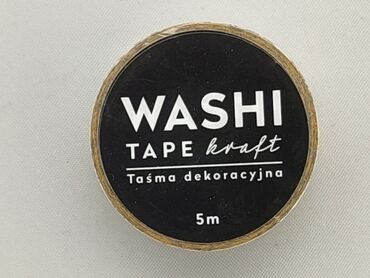 WASHI
TAPE kraft
Taśma dekoracyjna
5m